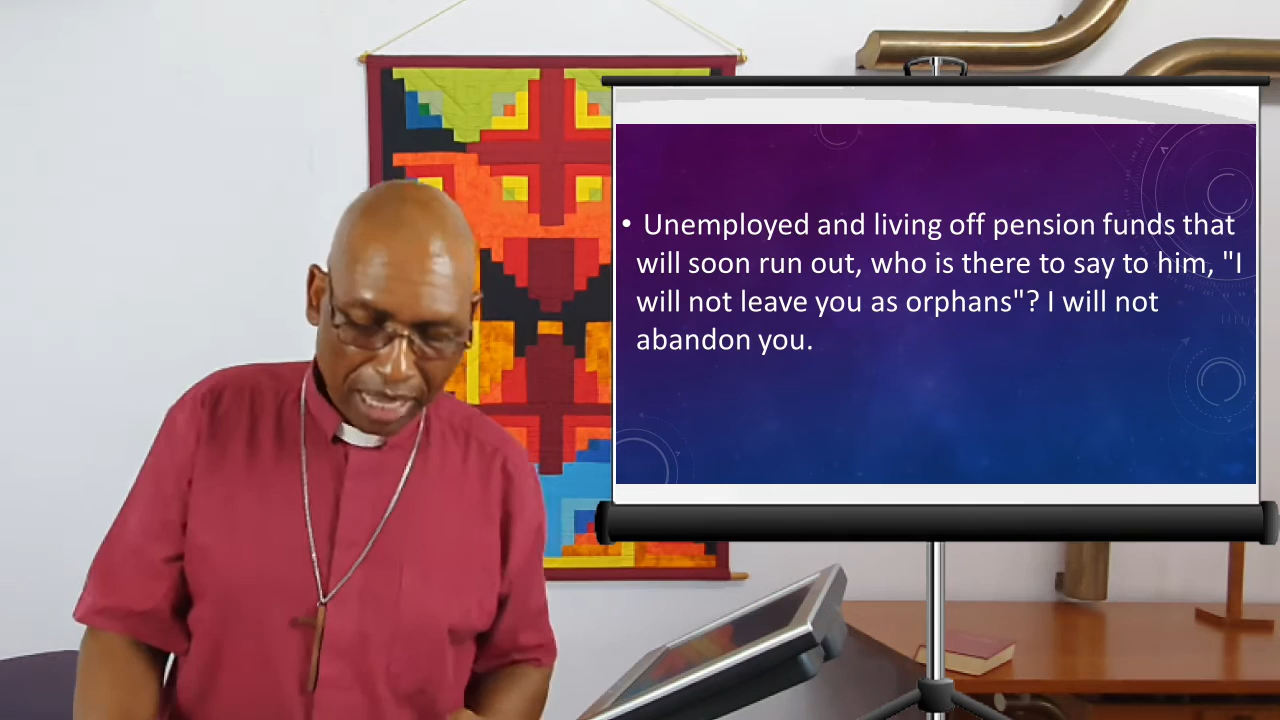 • Unemployed and living off pension funds that
will soon run out, who is there to say to him, "I
will not leave you as orphans"? I will not
abandon you.